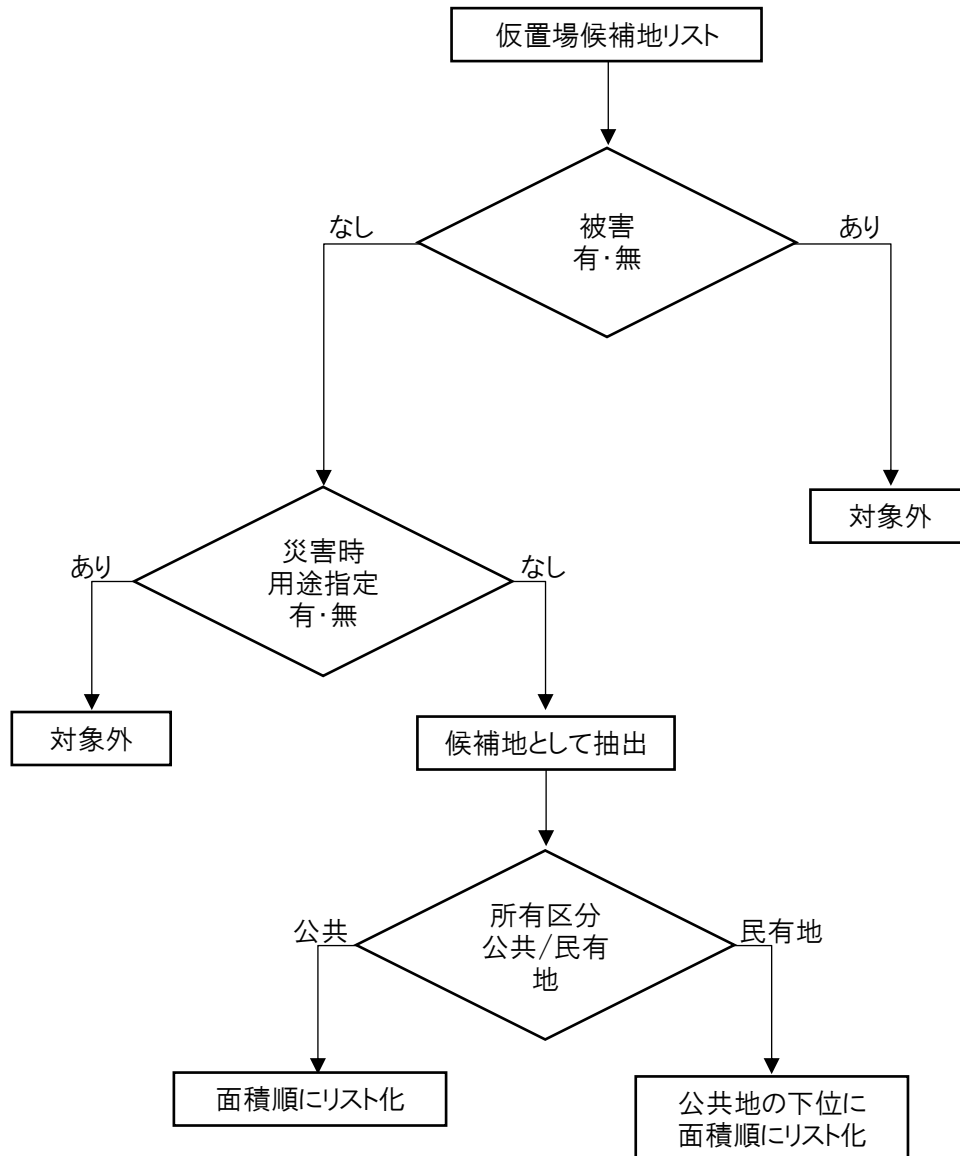 仮置場候補地リスト
被害
有・無
なし
あり
対象外
災害時
用途指定
有・無
あり
なし
対象外
候補地として抽出
所有区分
公共/民有
地
公共
民有地
面積順にリスト化
公共地の下位に
面積順にリスト化